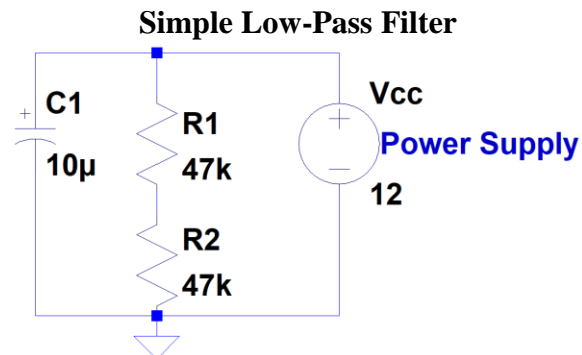 Simple Low-Pass Filter
+ C1
10µ
R1
47k
R2
47k
Vcc
+
Power Supply
12